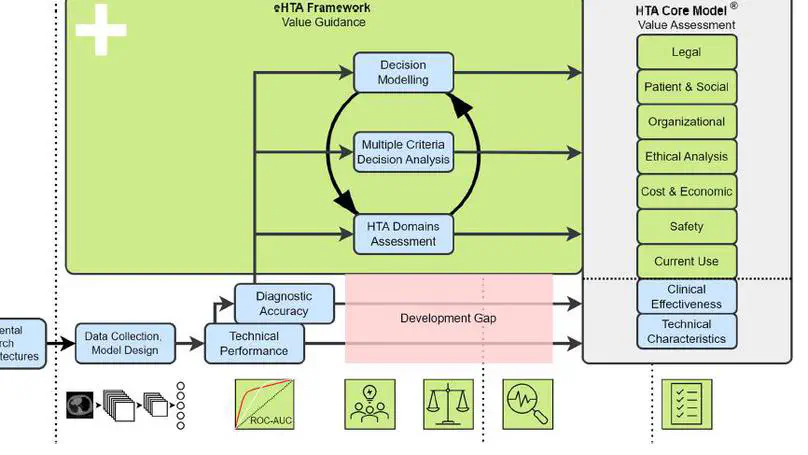 eHTA Framework
Value Guidance
HTA Core Model ®
Value Assessment
Decision
Modelling
Multiple Criteria
Decision Analysis
HTA Domains
Assessment
Legal
Patient & Social
Organizational
Ethical Analysis
Cost & Economic
Safety
Current Use
Clinical
Effectiveness
Technical
Characteristics
Diagnostic
Accuracy
Technical
Performance
Development Gap
Data Collection,
Model Design
ental
rch
itectures
ROC-AUC